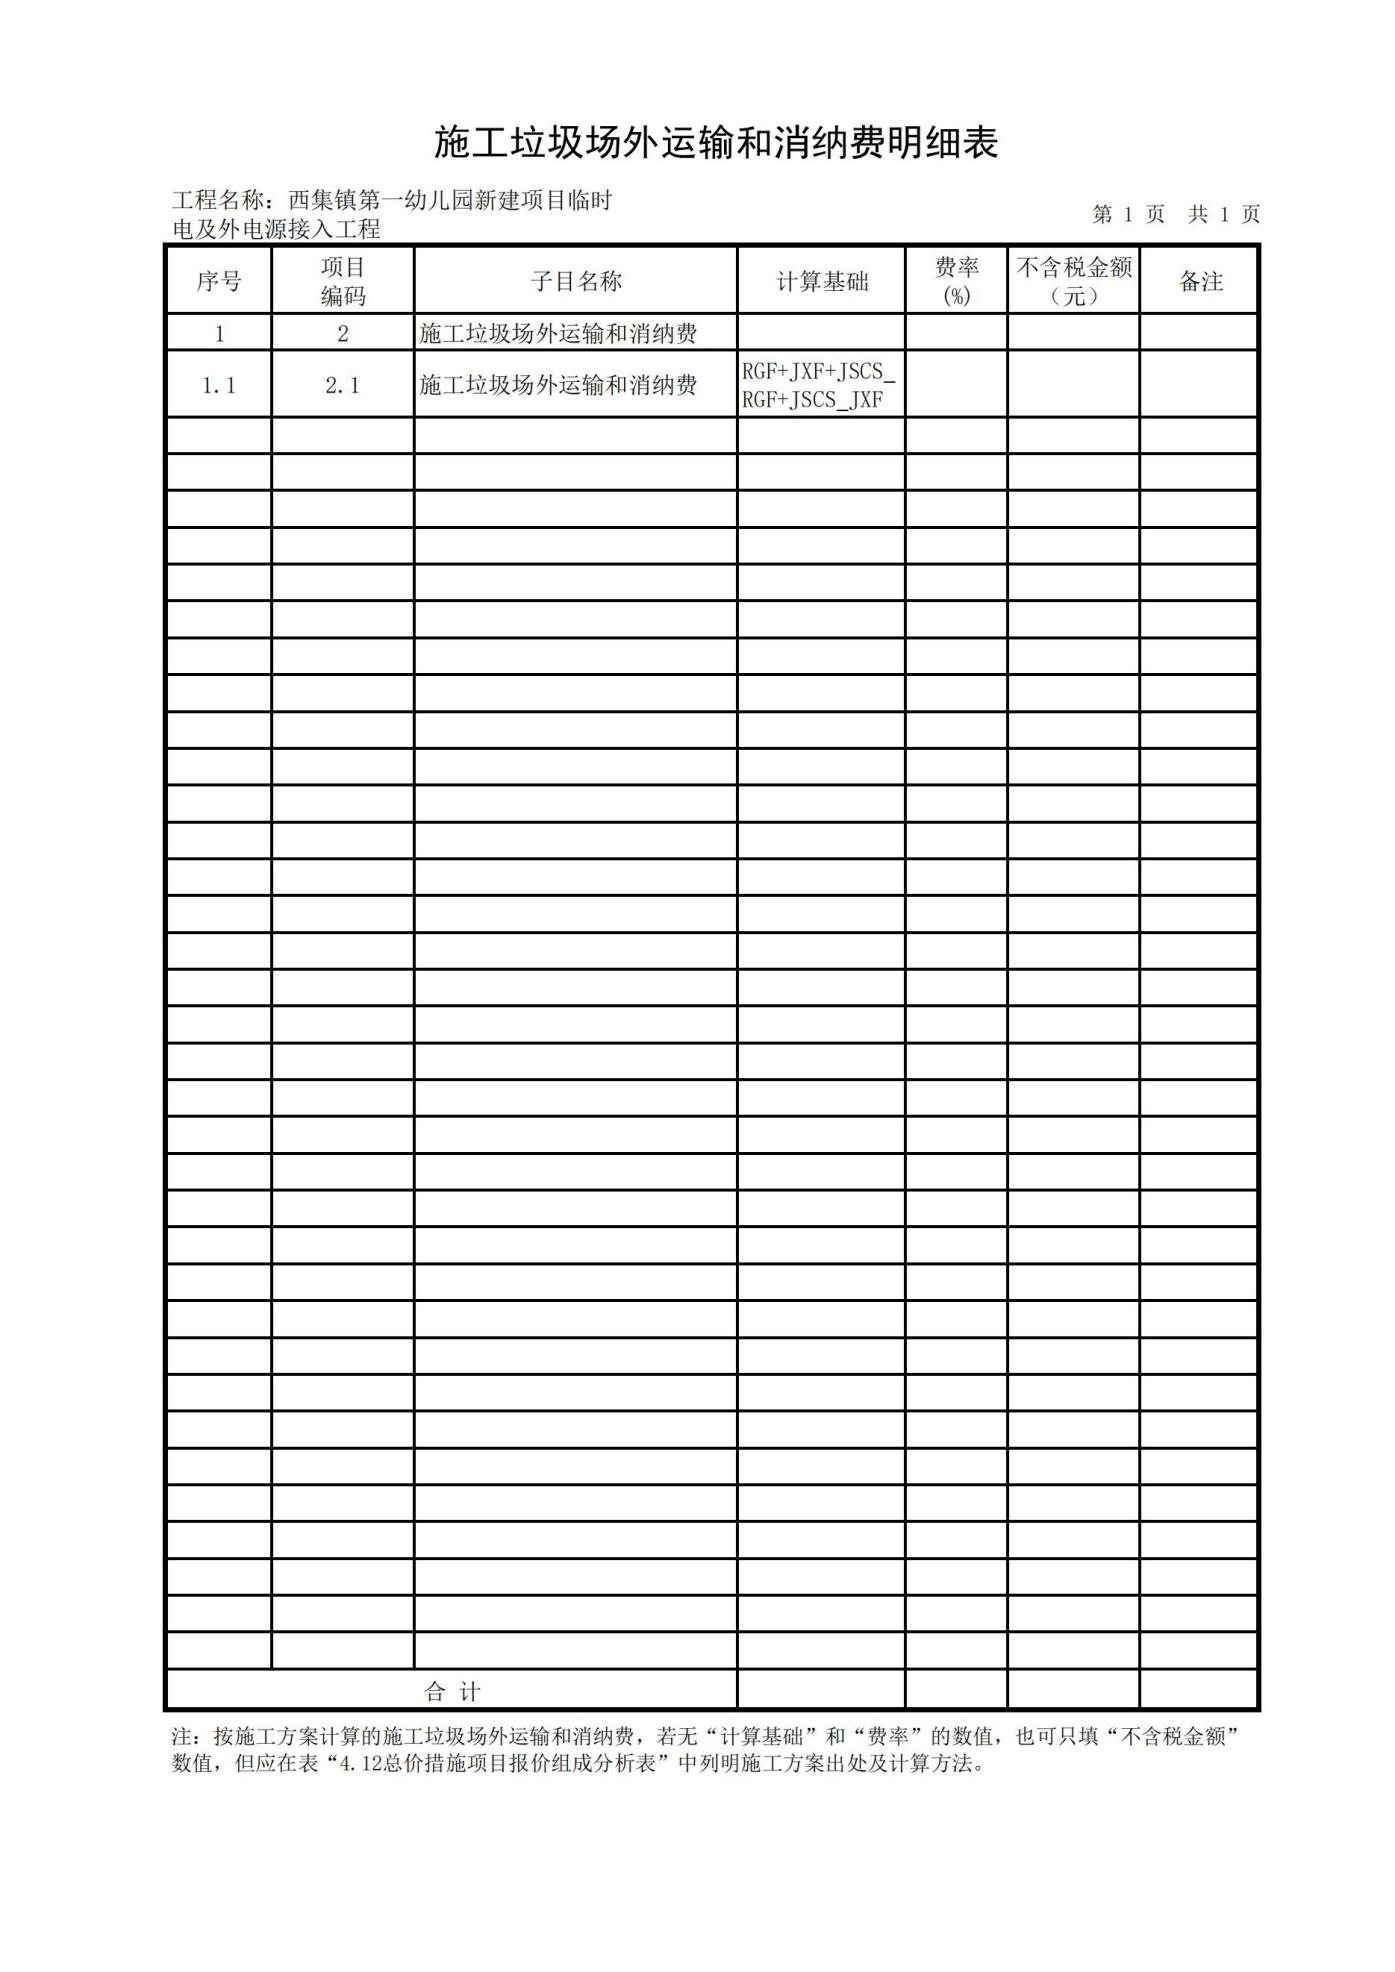 施工垃圾场外运输和消纳费明细表
工程名称：西集镇第一幼儿园新建项目临时
电及外电源接入工程
第 1 页 共 1 页
序号 项目编码 子目名称 计算基础 费率(%) 不含税金额（元） 备注
1 2 施工垃圾场外运输和消纳费
1.1 2.1 施工垃圾场外运输和消纳费 RGF+JXF+JSCS_
RGF+JSCS_JXF
合 计
注：按施工方案计算的施工垃圾场外运输和消纳费，若无“计算基础”和“费率”的数值，也可只填“不含税金额”
数值，但应在表“4.12总价措施项目报价组成分析表”中列明施工方案出处及计算方法。